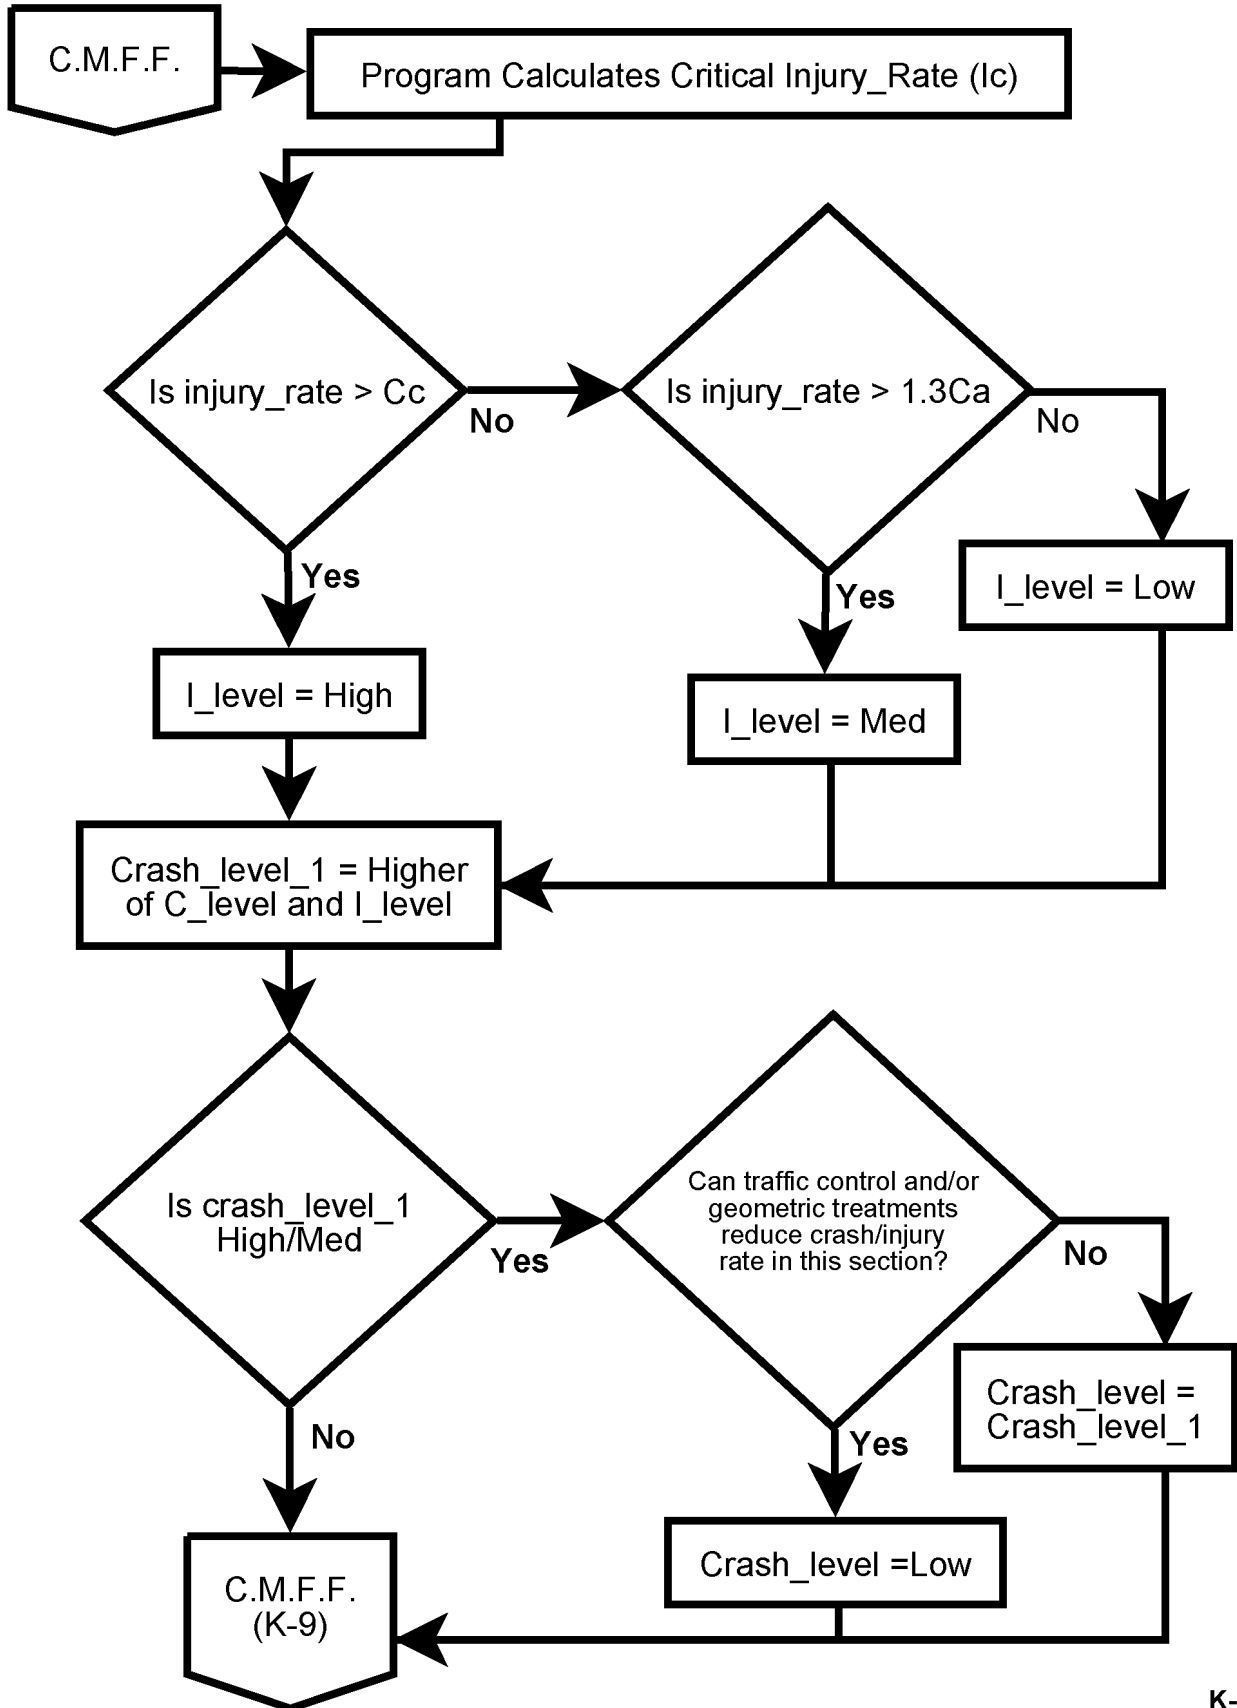 C.M.F.F.
Program Calculates Critical Injury_Rate (Ic)
Is injury_rate > Cc
No
Is injury_rate > 1.3Ca
No
Yes
Yes
I_level = Low
I_level = High
I_level = Med
Crash_level_1 = Higher
of C_level and I_level
Is crash_level_1
High/Med
Yes
Can traffic control and/or
geometric treatments
reduce crash/injury
rate in this section?
No
Crash_level =
Crash_level_1
No
Yes
Crash_level =Low
C.M.F.F.
(K-9)
K-